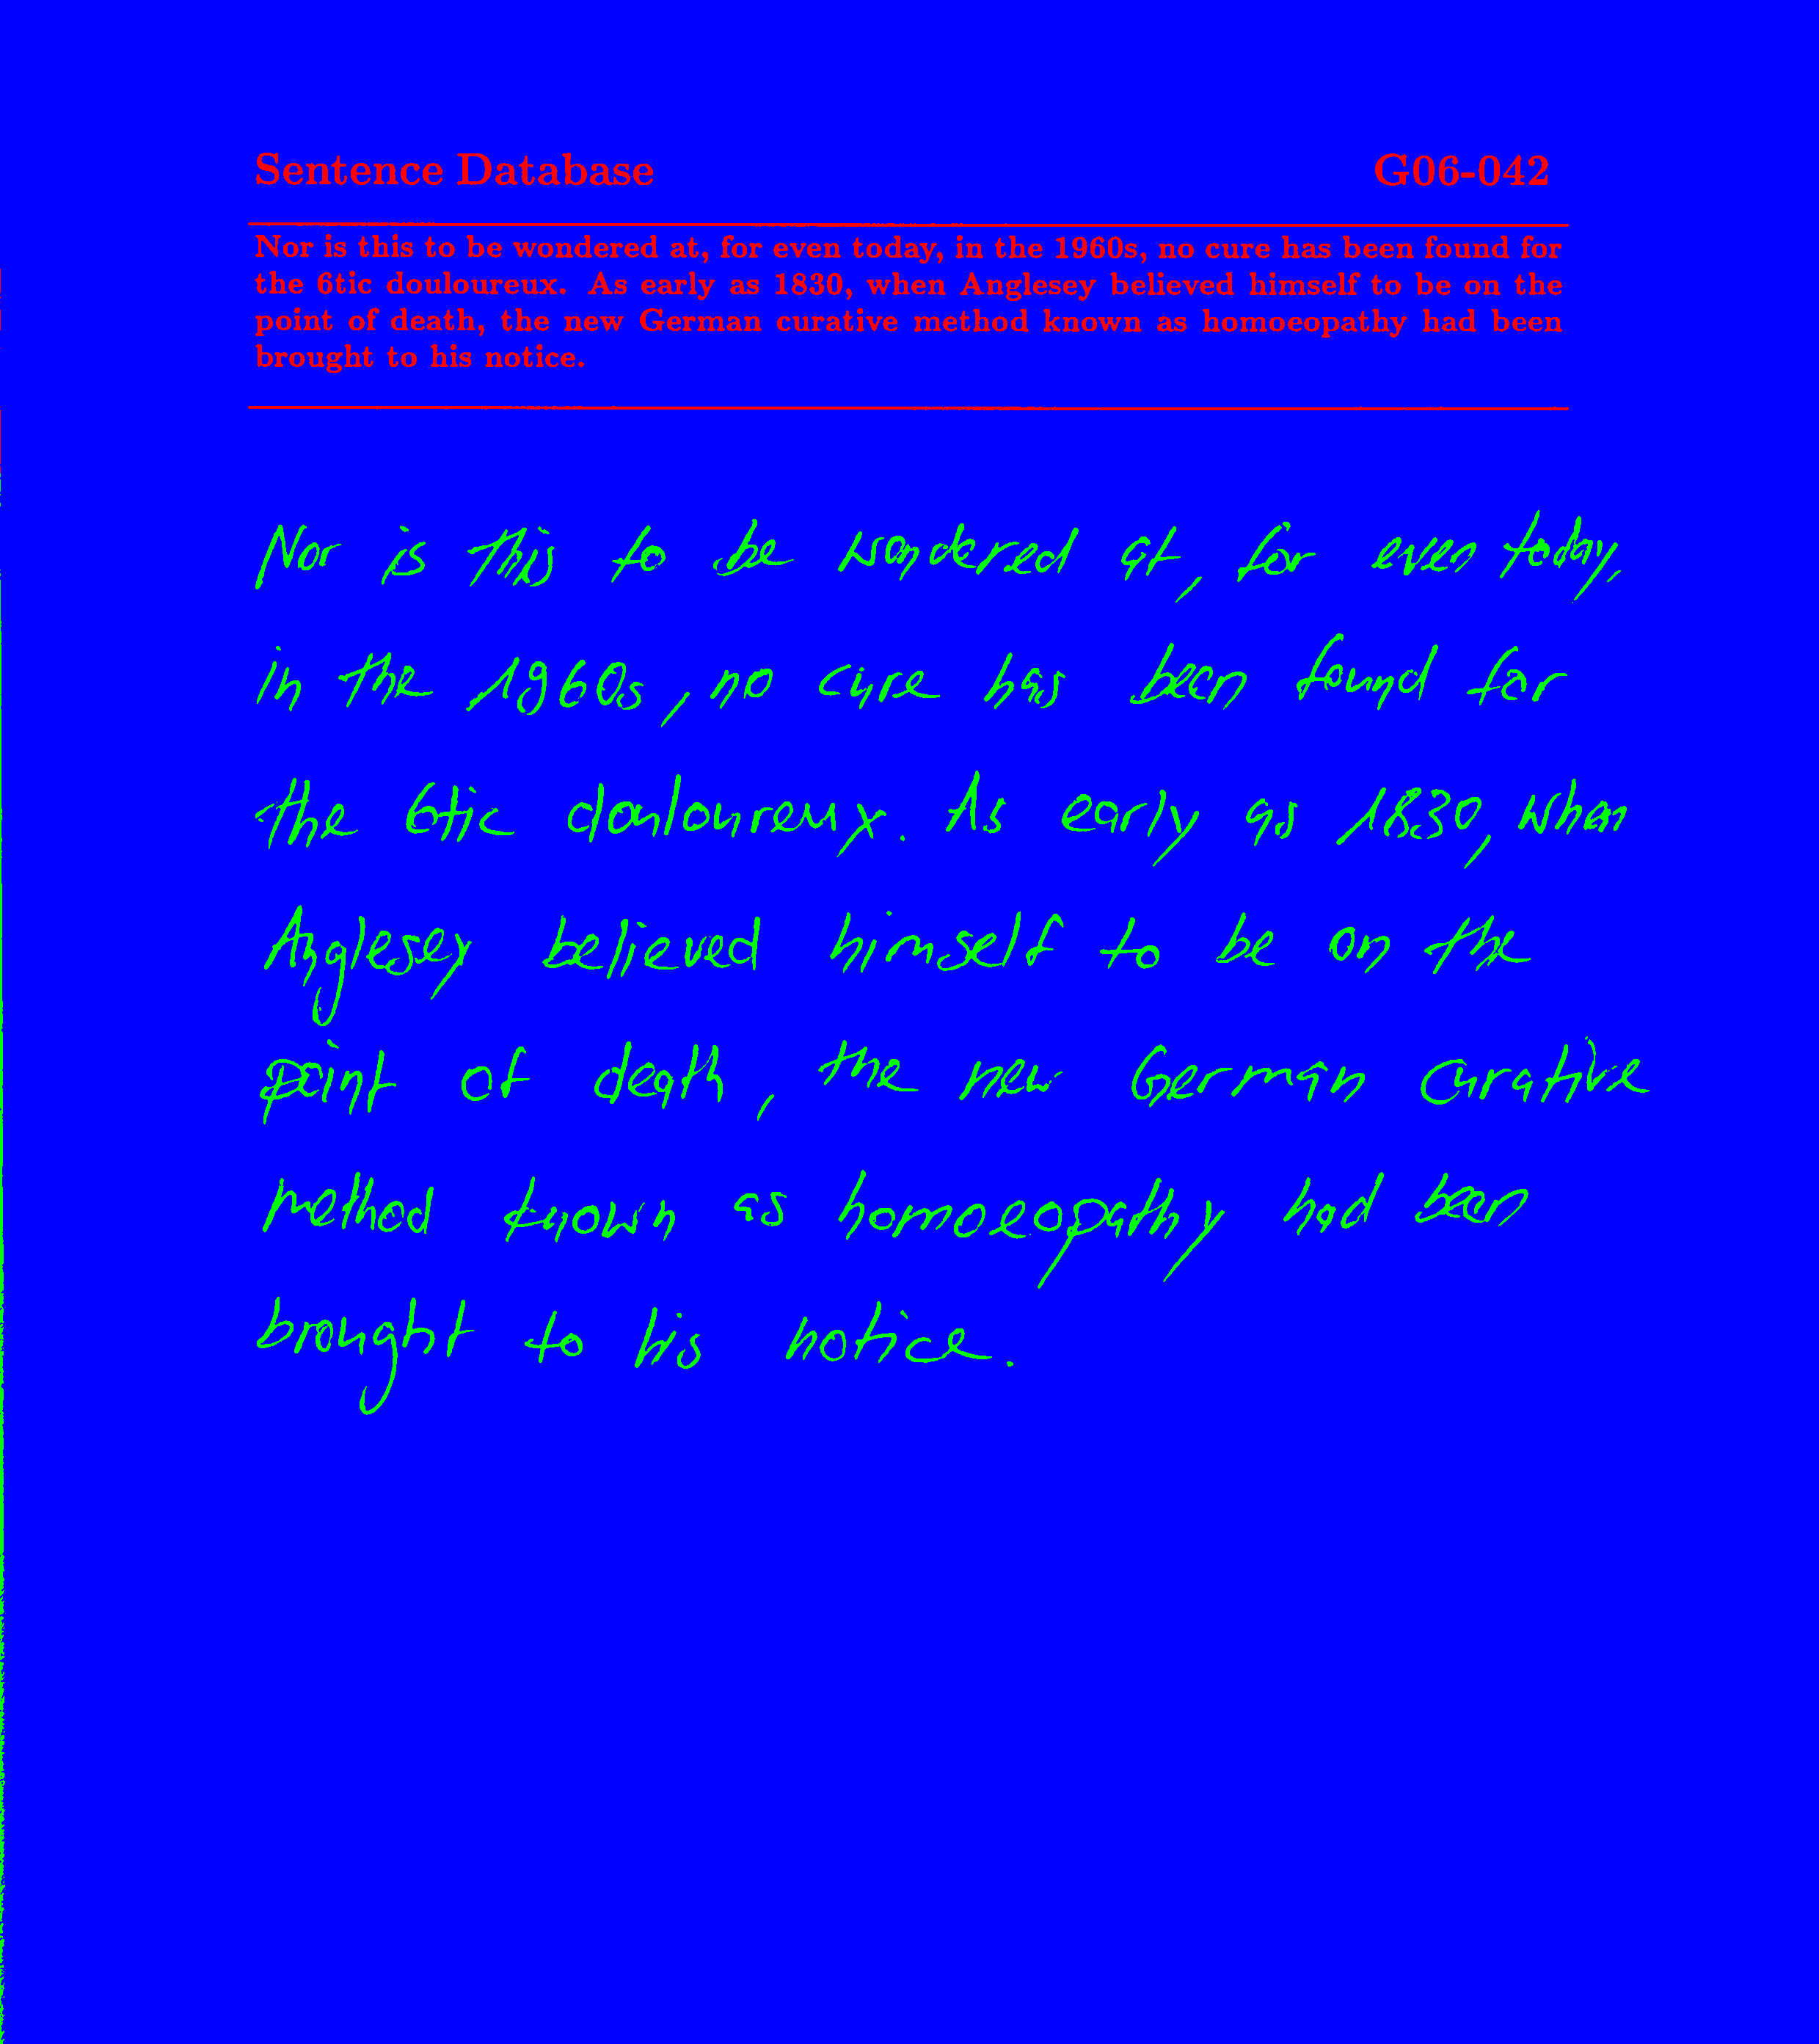 Sentence Database G06-042
Nor is this to be wondered at, for even today, in the 1960s, no cure has been found for
the 6tic douloureux. As early as 1830, when Anglesey believed himself to be on the
point of death, the new German curative method known as homoeopathy had been
brought to his notice.
Nor is this to be wondered at, for even today,
in the 1960s, no cure has been found for
the 6tic douloureux. As early as 1830, when
Anglesey believed himself to be on the
point of death, the new German curative
method known as homoeopathy had been
brought to his notice.